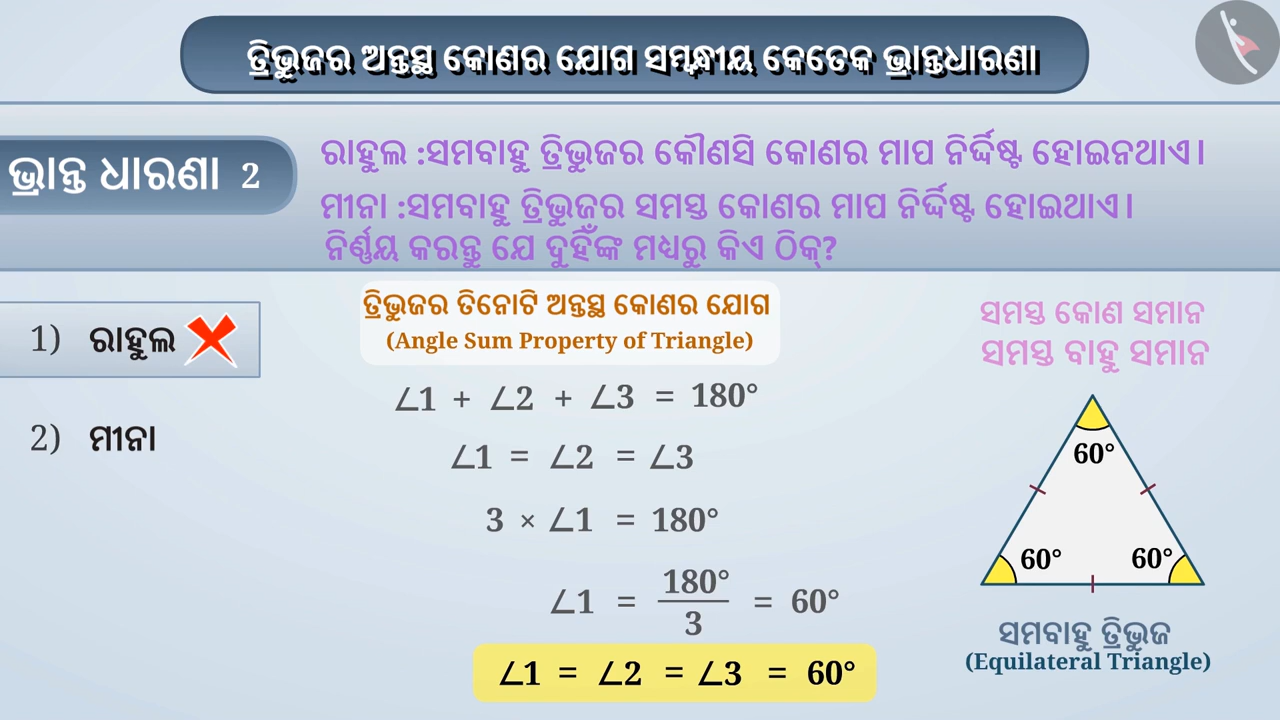 ତ୍ରିଭୁଜର ଅନ୍ତସ୍ଥ କୋଣର ଯୋଗ ସମ୍ବନ୍ଧୀୟ କେତେକ ଭ୍ରାନ୍ତଧାରଣା
ଭ୍ରାନ୍ତ ଧାରଣା 2
ରାହୁଲ :ସମବାହୁ ତ୍ରିଭୁଜର କୌଣସି କୋଣର ମାପ ନିର୍ଦ୍ଦିଷ୍ଟ ହୋଇନଥାଏ।
ମୀନା :ସମବାହୁ ତ୍ରିଭୁଜର ସମସ୍ତ କୋଣର ମାପ ନିର୍ଦ୍ଦିଷ୍ଟ ହୋଇଥାଏ।
ନିର୍ଣ୍ଣୟ କରନ୍ତୁ ଯେ ଦୁହିଁଙ୍କ ମଧ୍ୟରୁ କିଏ ଠିକ୍?
1) ରାହୁଲ
2) ମୀନା
ତ୍ରିଭୁଜର ତିନୋଟି ଅନ୍ତସ୍ଥ କୋଣର ଯୋଗ
(Angle Sum Property of Triangle)
∠1 + ∠2 + ∠3 = 180°
∠1 = ∠2 = ∠3
3 × ∠1 = 180°
∠1 = 180°/3 = 60°
∠1 = ∠2 = ∠3 = 60°
ସମସ୍ତ କୋଣ ସମାନ
ସମସ୍ତ ବାହୁ ସମାନ
60°
60° 60°
ସମବାହୁ ତ୍ରିଭୁଜ
(Equilateral Triangle)